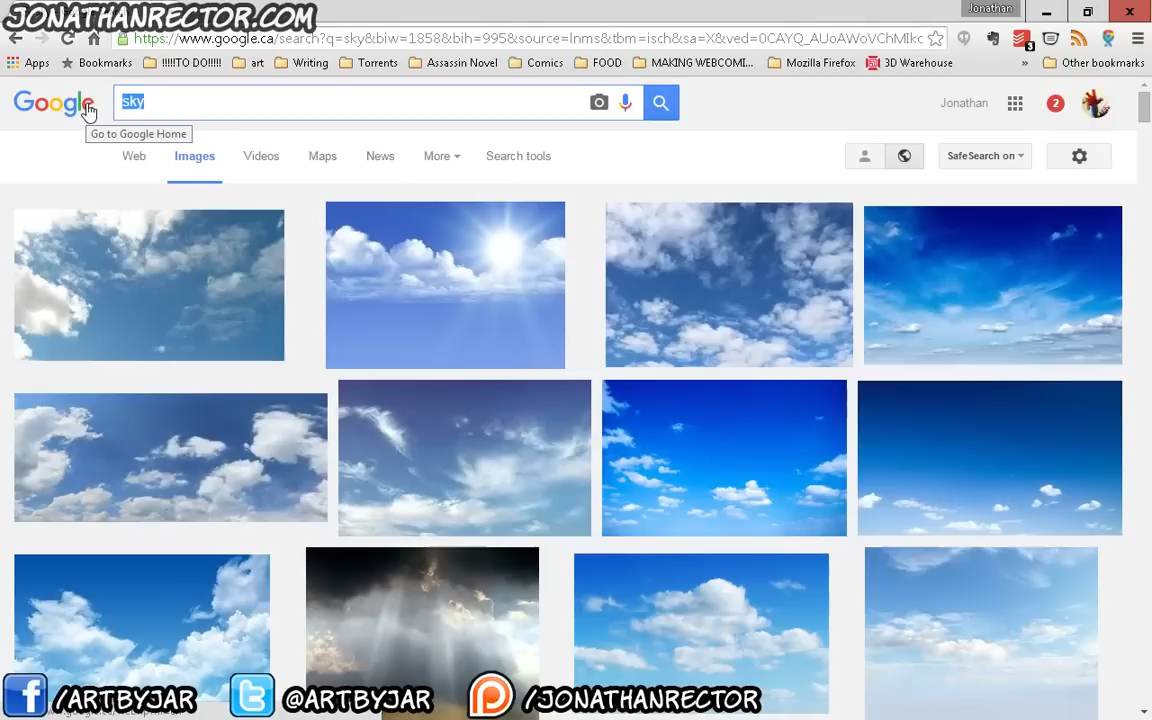 JONATHANRECTOR.COM
Jonathan
https://www.google.ca/search?q=sky&biw=1858&bih=995&source=lnms&tbm=isch&sa=X&ved=0CAYQ_AUoAWoVChMIkc
Apps Bookmarks !!!!!TO DO!!!!! art Writing Torrents Assassin Novel Comics FOOD MAKING WEBCOMI... Mozilla Firefox 3D Warehouse » Other bookmarks
3
Google sky Jonathan 2
Go to Google Home
Web Images Videos Maps News More Search tools SafeSearch on
/ARTBYJAR @ARTBYJAR /JONATHANRECTOR